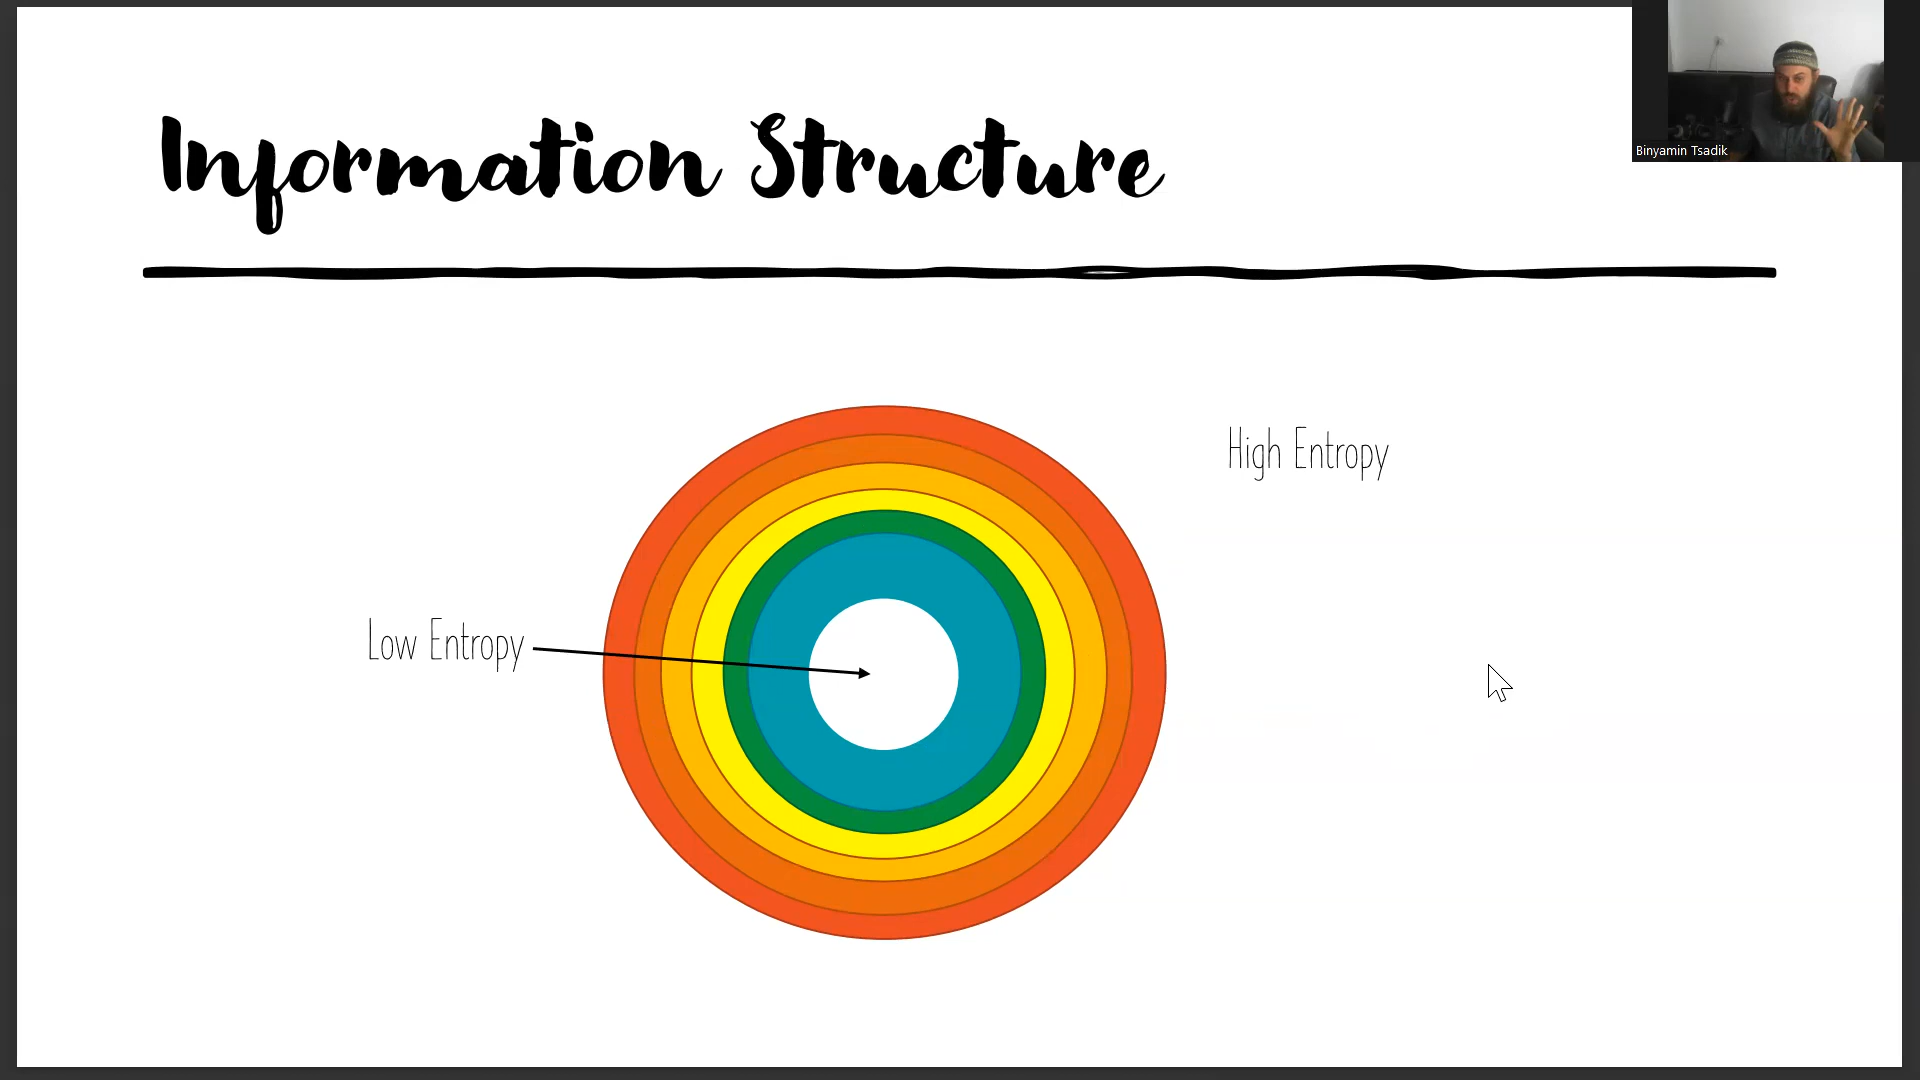 Information Structure
Binyamin Tsadik
High Entropy
Low Entropy